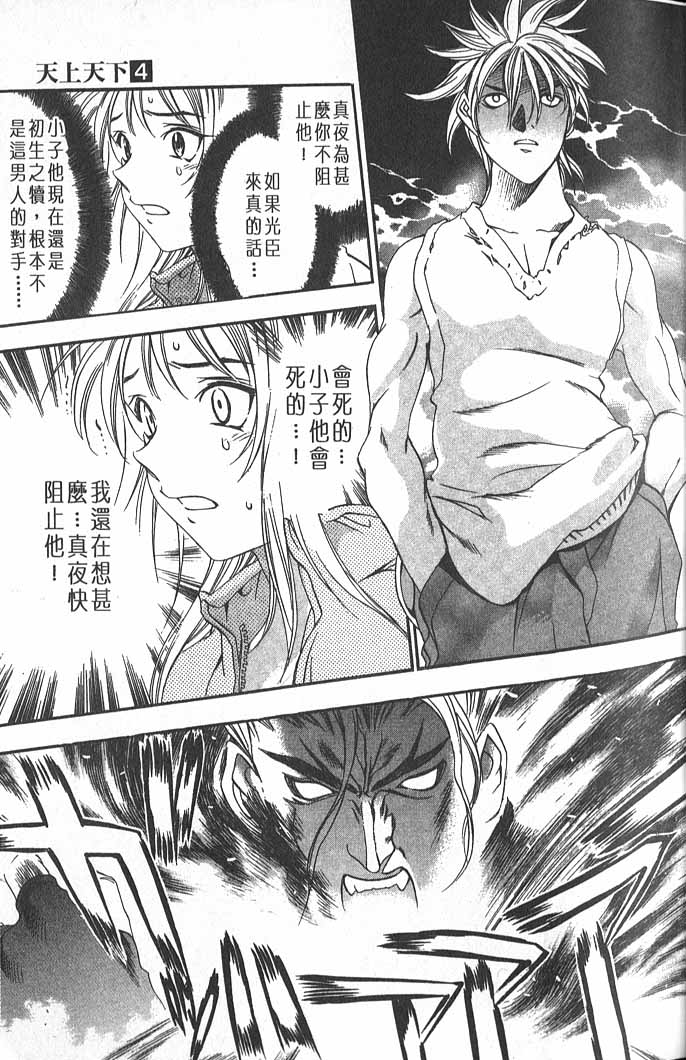 天上天下4
真夜為甚
麼你不阻
止他！
如果光臣
來真的話…
小子他現在還是
初生之犢，根本不
是這男人的對手……
會死的…
小子他會
死的…！
我還在想甚
麼…真夜快
阻止他！